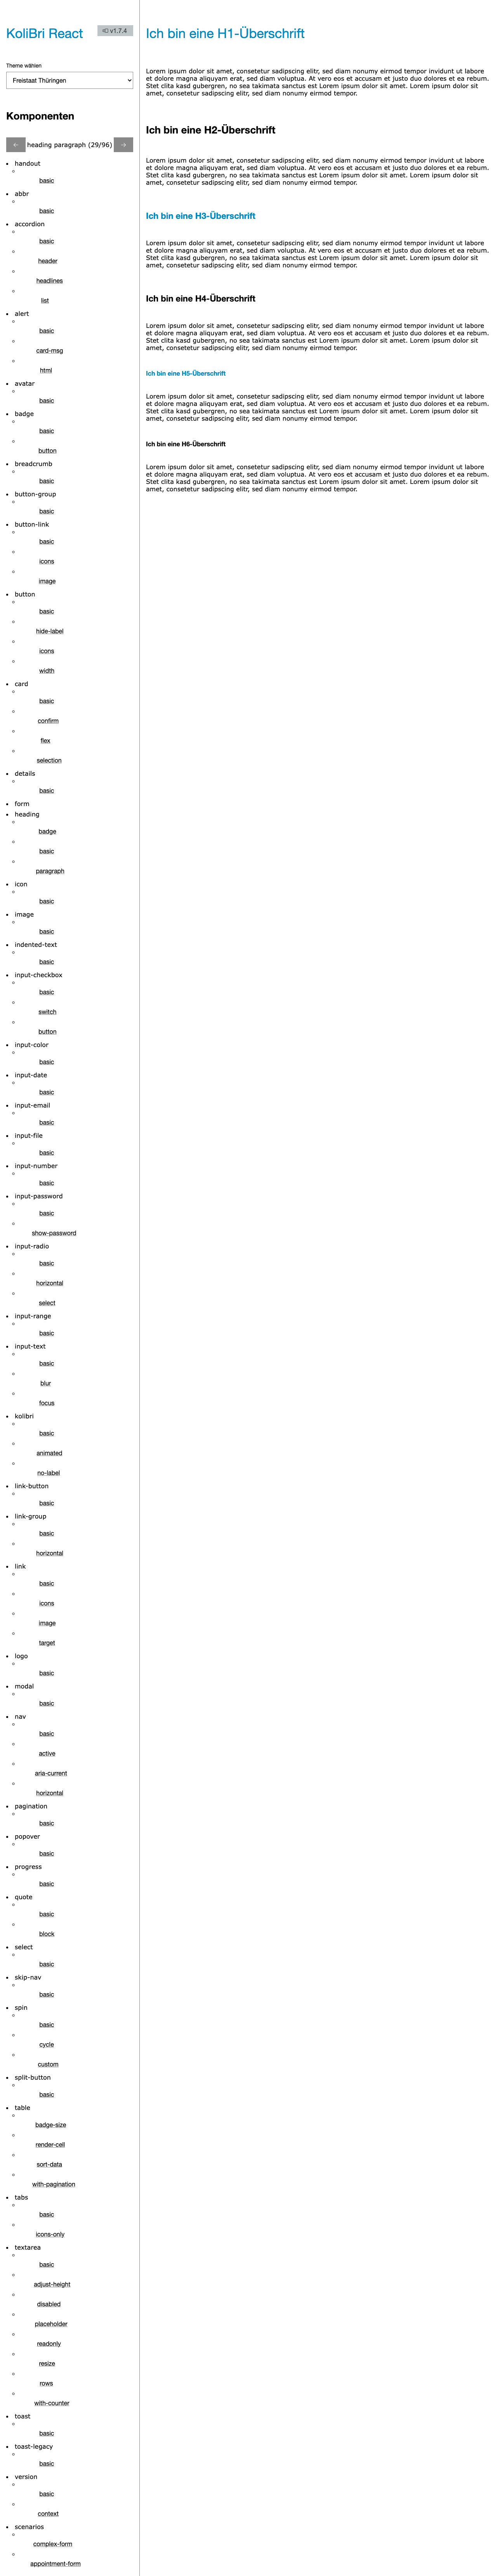 KoliBri React
v1.7.4
Theme wählen
Freistaat Thüringen
Komponenten
← heading paragraph (29/96) →
handout
basic
abbr
basic
accordion
basic
header
headlines
list
alert
basic
card-msg
html
avatar
basic
badge
basic
button
breadcrumb
basic
button-group
basic
button-link
basic
icons
image
button
basic
hide-label
icons
width
card
basic
confirm
flex
selection
details
basic
form
heading
badge
basic
paragraph
icon
basic
image
basic
indented-text
basic
input-checkbox
basic
switch
button
input-color
basic
input-date
basic
input-email
basic
input-file
basic
input-number
basic
input-password
basic
show-password
input-radio
basic
horizontal
select
input-range
basic
input-text
basic
blur
focus
kolibri
basic
animated
no-label
link-button
basic
link-group
basic
horizontal
link
basic
icons
image
target
logo
basic
modal
basic
nav
basic
active
aria-current
horizontal
pagination
basic
popover
basic
progress
basic
quote
basic
block
select
basic
skip-nav
basic
spin
basic
cycle
custom
split-button
basic
table
badge-size
render-cell
sort-data
with-pagination
tabs
basic
icons-only
textarea
basic
adjust-height
disabled
placeholder
readonly
resize
rows
with-counter
toast
basic
toast-legacy
basic
version
basic
context
scenarios
complex-form
appointment-form
Ich bin eine H1-Überschrift
Lorem ipsum dolor sit amet, consetetur sadipscing elitr, sed diam nonumy eirmod tempor invidunt ut labore
et dolore magna aliquyam erat, sed diam voluptua. At vero eos et accusam et justo duo dolores et ea rebum.
Stet clita kasd gubergren, no sea takimata sanctus est Lorem ipsum dolor sit amet. Lorem ipsum dolor sit
amet, consetetur sadipscing elitr, sed diam nonumy eirmod tempor.
Ich bin eine H2-Überschrift
Lorem ipsum dolor sit amet, consetetur sadipscing elitr, sed diam nonumy eirmod tempor invidunt ut labore
et dolore magna aliquyam erat, sed diam voluptua. At vero eos et accusam et justo duo dolores et ea rebum.
Stet clita kasd gubergren, no sea takimata sanctus est Lorem ipsum dolor sit amet. Lorem ipsum dolor sit
amet, consetetur sadipscing elitr, sed diam nonumy eirmod tempor.
Ich bin eine H3-Überschrift
Lorem ipsum dolor sit amet, consetetur sadipscing elitr, sed diam nonumy eirmod tempor invidunt ut labore
et dolore magna aliquyam erat, sed diam voluptua. At vero eos et accusam et justo duo dolores et ea rebum.
Stet clita kasd gubergren, no sea takimata sanctus est Lorem ipsum dolor sit amet. Lorem ipsum dolor sit
amet, consetetur sadipscing elitr, sed diam nonumy eirmod tempor.
Ich bin eine H4-Überschrift
Lorem ipsum dolor sit amet, consetetur sadipscing elitr, sed diam nonumy eirmod tempor invidunt ut labore
et dolore magna aliquyam erat, sed diam voluptua. At vero eos et accusam et justo duo dolores et ea rebum.
Stet clita kasd gubergren, no sea takimata sanctus est Lorem ipsum dolor sit amet. Lorem ipsum dolor sit
amet, consetetur sadipscing elitr, sed diam nonumy eirmod tempor.
Ich bin eine H5-Überschrift
Lorem ipsum dolor sit amet, consetetur sadipscing elitr, sed diam nonumy eirmod tempor invidunt ut labore
et dolore magna aliquyam erat, sed diam voluptua. At vero eos et accusam et justo duo dolores et ea rebum.
Stet clita kasd gubergren, no sea takimata sanctus est Lorem ipsum dolor sit amet. Lorem ipsum dolor sit
amet, consetetur sadipscing elitr, sed diam nonumy eirmod tempor.
Ich bin eine H6-Überschrift
Lorem ipsum dolor sit amet, consetetur sadipscing elitr, sed diam nonumy eirmod tempor invidunt ut labore
et dolore magna aliquyam erat, sed diam voluptua. At vero eos et accusam et justo duo dolores et ea rebum.
Stet clita kasd gubergren, no sea takimata sanctus est Lorem ipsum dolor sit amet. Lorem ipsum dolor sit
amet, consetetur sadipscing elitr, sed diam nonumy eirmod tempor.